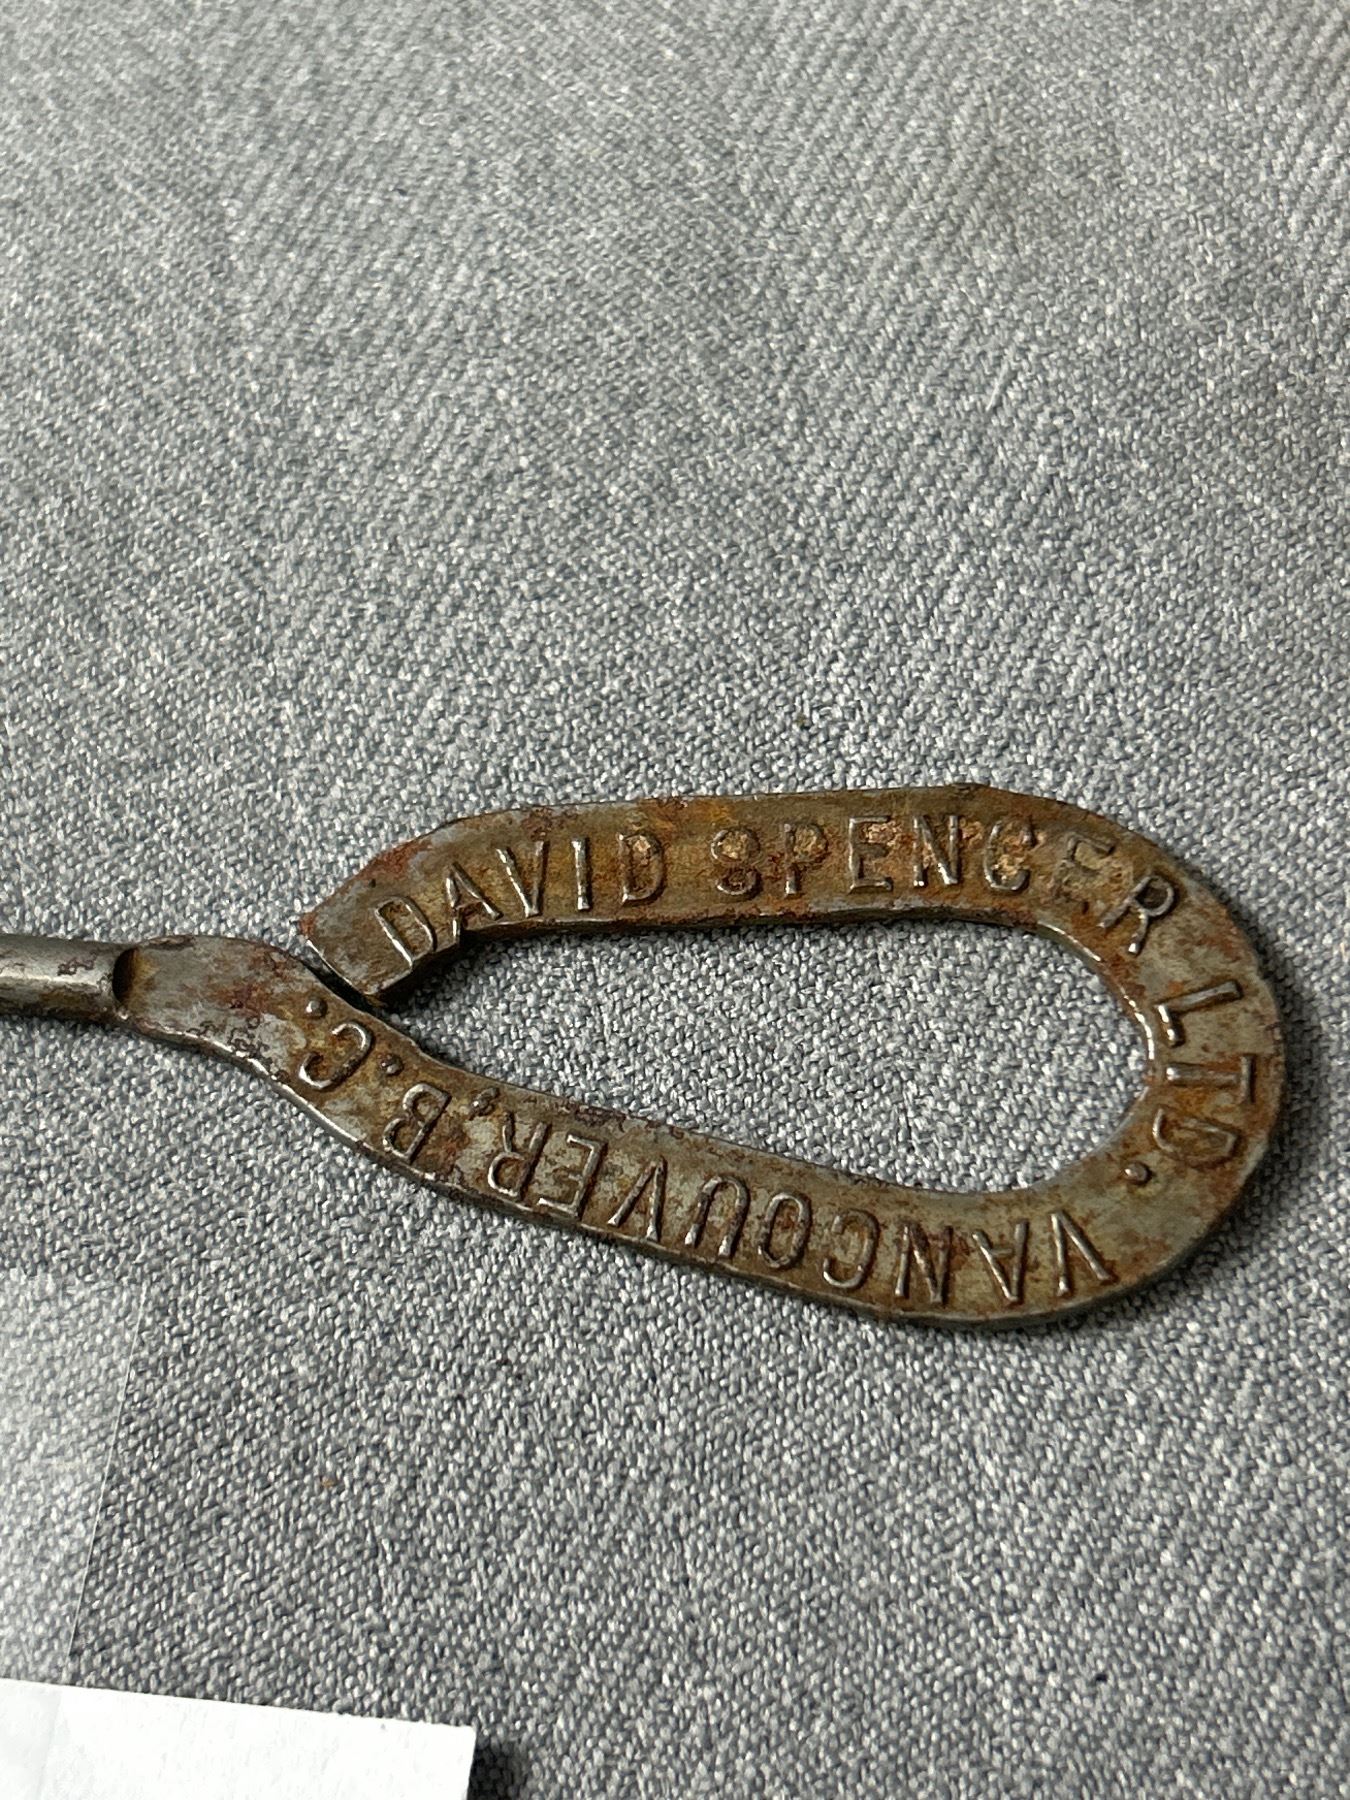 DAVID SPENCER LTD.
VANCOUVER, B.C.